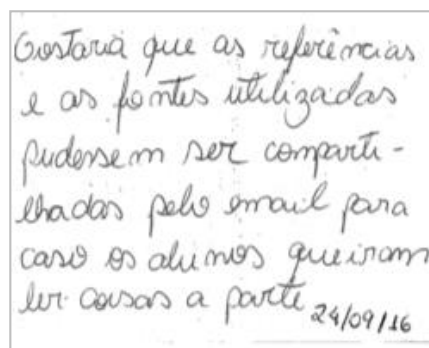 Gostaria que as referências
e as fontes utilizadas
pudessem ser comparti-
lhadas pelo email para
caso os alunos queiram
ler coisas a parte 24/09/16